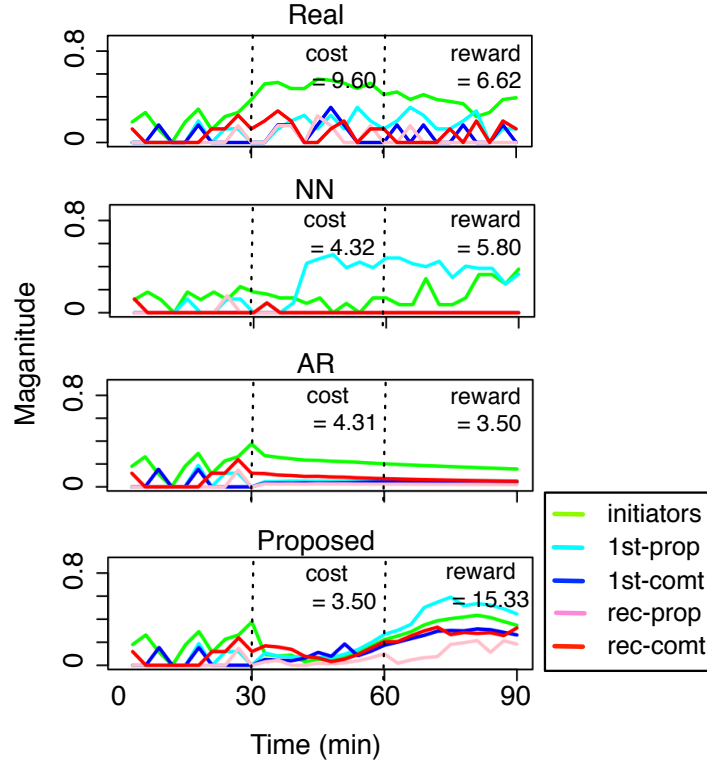 Real
0.8
0
cost
= 9.60
reward
= 6.62
NN
0.8
0
cost
= 4.32
reward
= 5.80
AR
0.8
0
cost
= 4.31
reward
= 3.50
Proposed
0.8
0
cost
= 3.50
reward
= 15.33
0
30
60
90
Time (min)
Maganitude
initiators
1st-prop
1st-comt
rec-prop
rec-comt